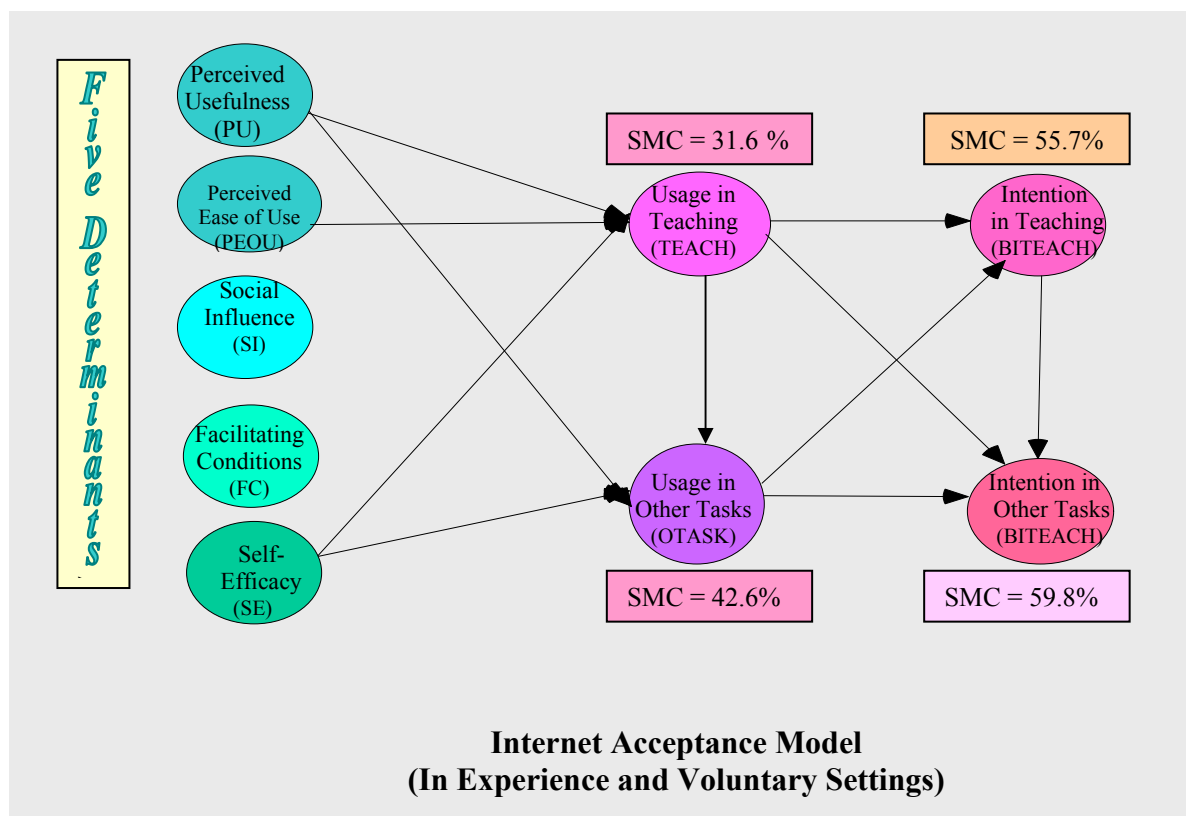 Five Determinants
Perceived
Usefulness
(PU)
Perceived
Ease of Use
(PEOU)
Social
Influence
(SI)
Facilitating
Conditions
(FC)
Self-
Efficacy
(SE)
SMC = 31.6 %
Usage in
Teaching
(TEACH)
Usage in
Other Tasks
(OTASK)
SMC = 42.6%
SMC = 55.7%
Intention
in Teaching
(BITEACH)
Intention in
Other Tasks
(BITEACH)
SMC = 59.8%
Internet Acceptance Model
(In Experience and Voluntary Settings)